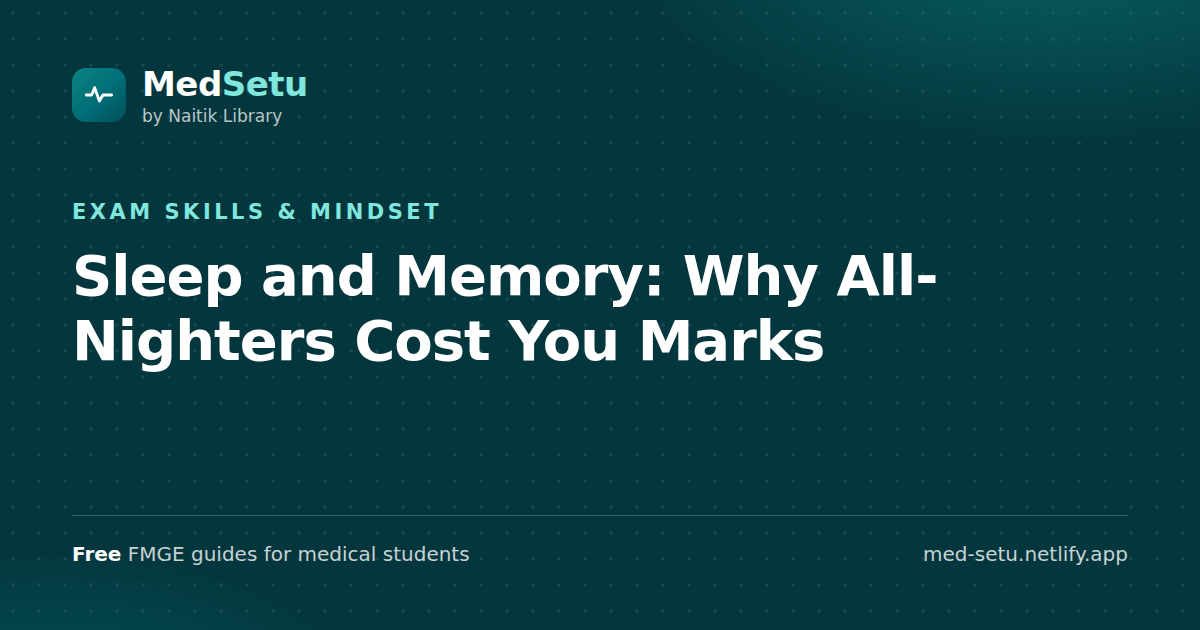 MedSetu
by Naitik Library
EXAM SKILLS & MINDSET
Sleep and Memory: Why All-
Nighters Cost You Marks
Free FMGE guides for medical students
med-setu.netlify.app